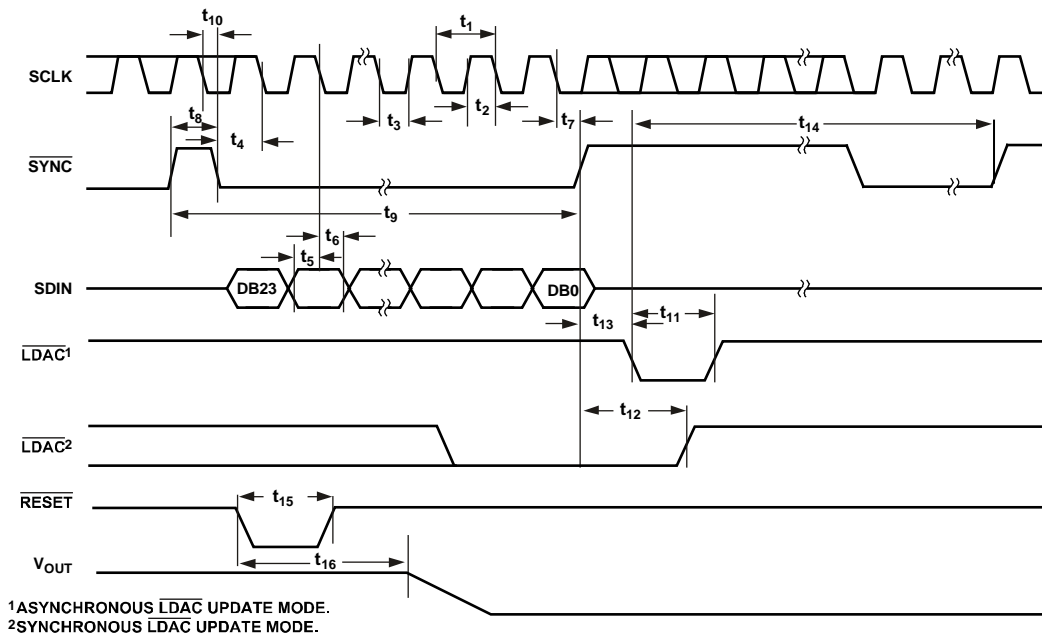 t10
t1
SCLK
t8
t4
t3
t2
t7
t14
SYNC
t9
t6
t5
SDIN
DB23
DB0
t13
t11
LDAC1
t12
LDAC2
RESET
t15
t16
VOUT
1ASYNCHRONOUS LDAC UPDATE MODE.
2SYNCHRONOUS LDAC UPDATE MODE.